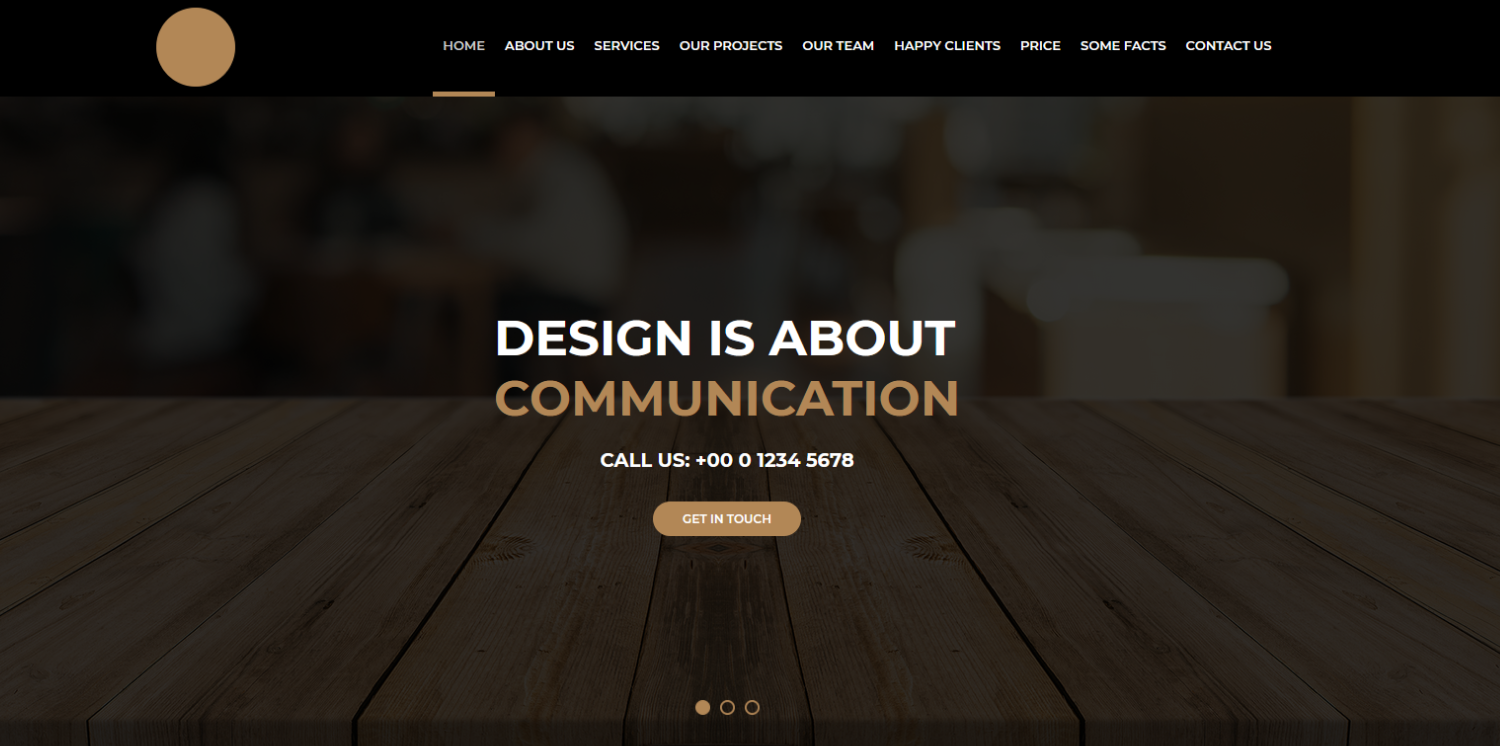 HOME ABOUT US SERVICES OUR PROJECTS OUR TEAM HAPPY CLIENTS PRICE SOME FACTS CONTACT US
DESIGN IS ABOUT
COMMUNICATION
CALL US: +00 0 1234 5678
GET IN TOUCH